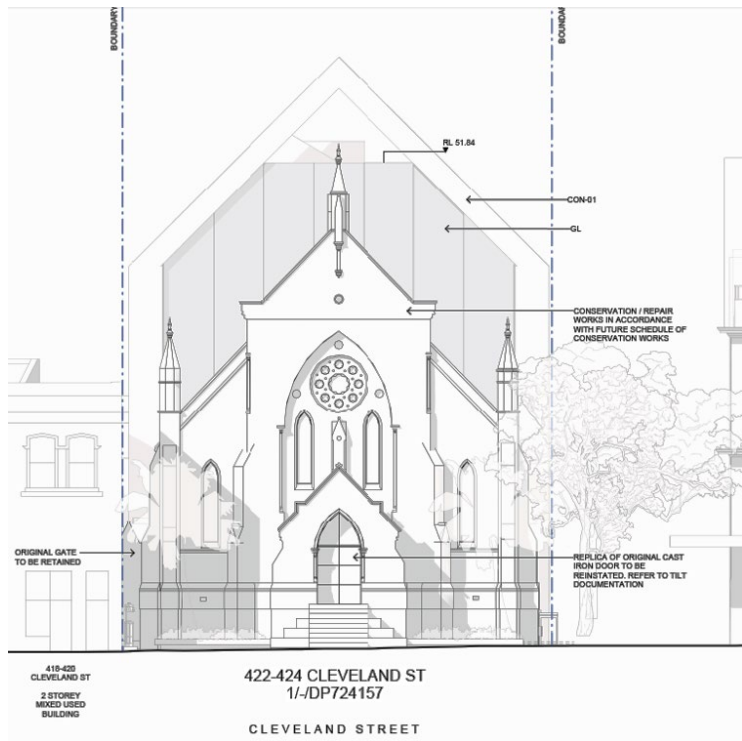 BOUNDARY
BOUNDAR
RL 51.84
CON-01
GL
CONSERVATION / REPAIR
WORKS IN ACCORDANCE
WITH FUTURE SCHEDULE OF
CONSERVATION WORKS
ORIGINAL GATE
TO BE RETAINED
REPLICA OF ORIGINAL CAST
IRON DOOR TO BE
REINSTATED. REFER TO TILT
DOCUMENTATION
418-420
CLEVELAND ST
2 STOREY
MIXED USED
BUILDING
422-424 CLEVELAND ST
1/-/DP724157
CLEVELAND STREET